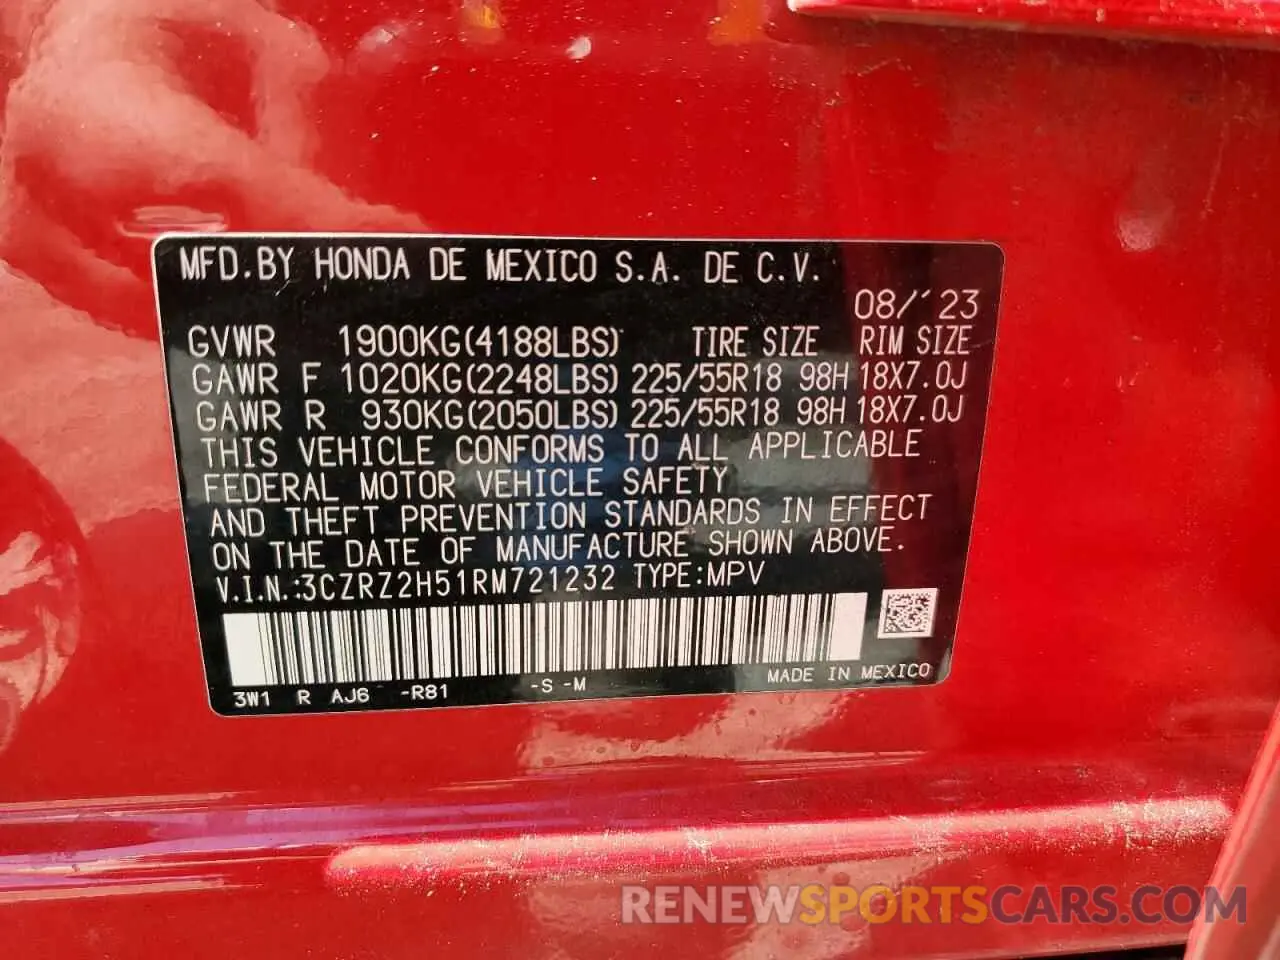 MFD.BY HONDA DE MEXICO S.A. DE C.V.
08/'23
GVWR 1900KG(4188LBS) TIRE SIZE RIM SIZE
GAWR F 1020KG(2248LBS) 225/55R18 98H 18X7.0J
GAWR R 930KG(2050LBS) 225/55R18 98H 18X7.0J
THIS VEHICLE CONFORMS TO ALL APPLICABLE
FEDERAL MOTOR VEHICLE SAFETY
AND THEFT PREVENTION STANDARDS IN EFFECT
ON THE DATE OF MANUFACTURE SHOWN ABOVE.
V.I.N.:3CZRZ2H51RM721232 TYPE:MPV
MADE IN MEXICO
3W1 R AJ6 -R81 -S -M
RENEWSPORTSCARS.COM